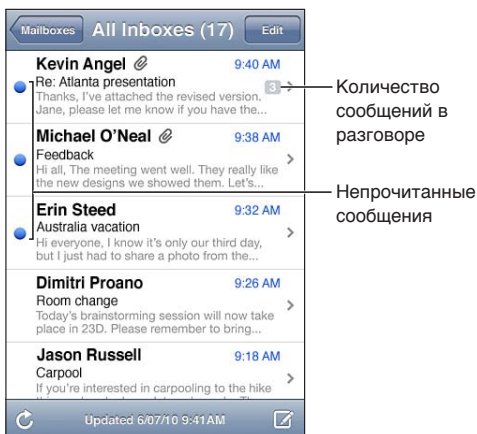 Mailboxes All Inboxes (17) Edit
Kevin Angel 9:40 AM
Re: Atlanta presentation
Thanks, I've attached the revised version. 3
Jane, please let me know if you have the...
Michael O'Neal 9:38 AM
Feedback
Hi all, The meeting went well. They really like
the new designs we showed them. Let's...
Erin Steed 9:32 AM
Australia vacation
Hi everyone, I know it's only our third day,
but I just had to share a photo from the...
Dimitri Proano 9:26 AM
Room change
Today's brainstorming session will now take
place in 23D. Please remember to bring...
Jason Russell 9:18 AM
Carpool
If you're interested in carpooling to the hike
Updated 6/07/10 9:41AM
Количество
сообщений в
разговоре
Непрочитанные
сообщения